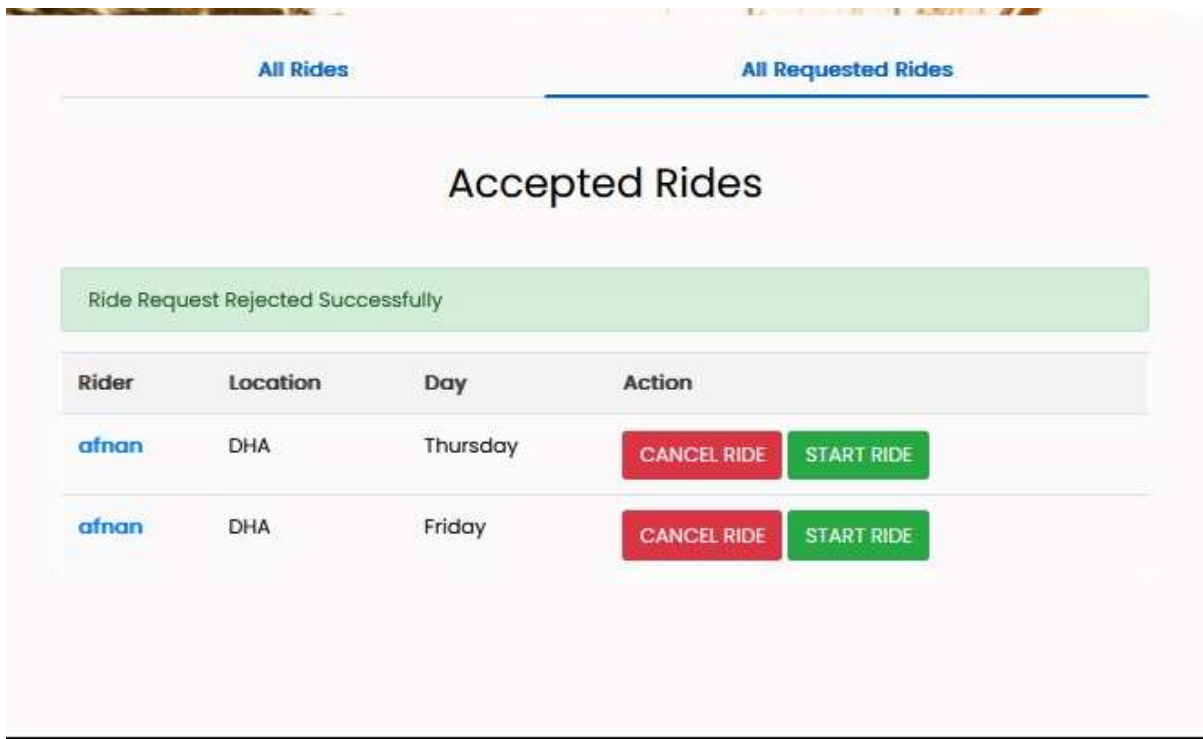 All Rides All Requested Rides
Accepted Rides
Ride Request Rejected Successfully
Rider Location Day Action
afnan DHA Thursday CANCEL RIDE START RIDE
afnan DHA Friday CANCEL RIDE START RIDE